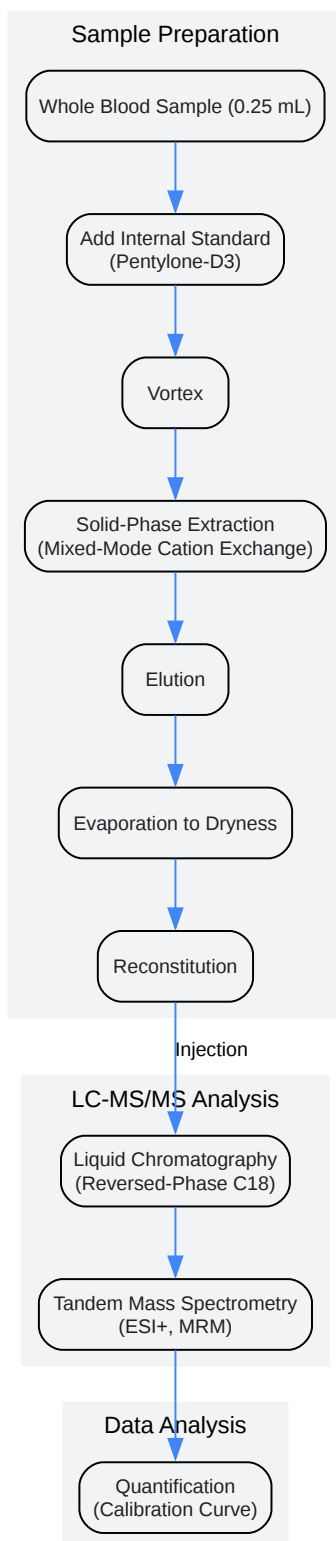 Sample Preparation
Whole Blood Sample (0.25 mL)
Add Internal Standard
(Pentylone-D3)
Vortex
Solid-Phase Extraction
(Mixed-Mode Cation Exchange)
Elution
Evaporation to Dryness
Reconstitution
Injection
LC-MS/MS Analysis
Liquid Chromatography
(Reversed-Phase C18)
Tandem Mass Spectrometry
(ESI+, MRM)
Data Analysis
Quantification
(Calibration Curve)